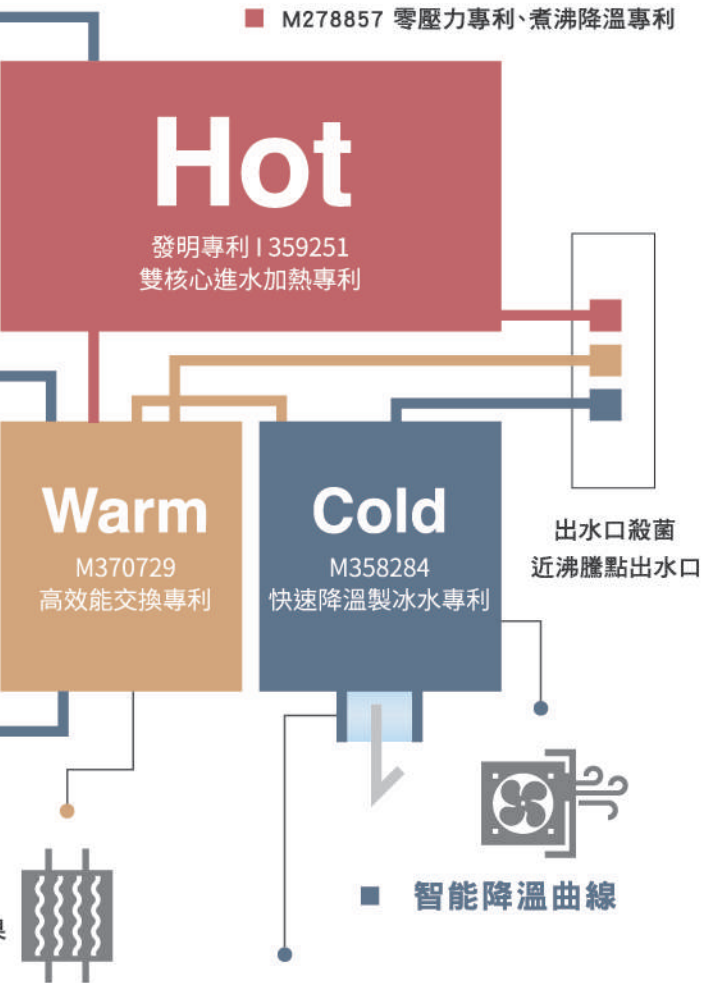 M278857 零壓力專利、煮沸降溫專利
Hot
發明專利 I 359251
雙核心進水加熱專利
Warm
M370729
高效能交換專利
Cold
M358284
快速降溫製冰水專利
出水口殺菌
近沸騰點出水口
智能降溫曲線